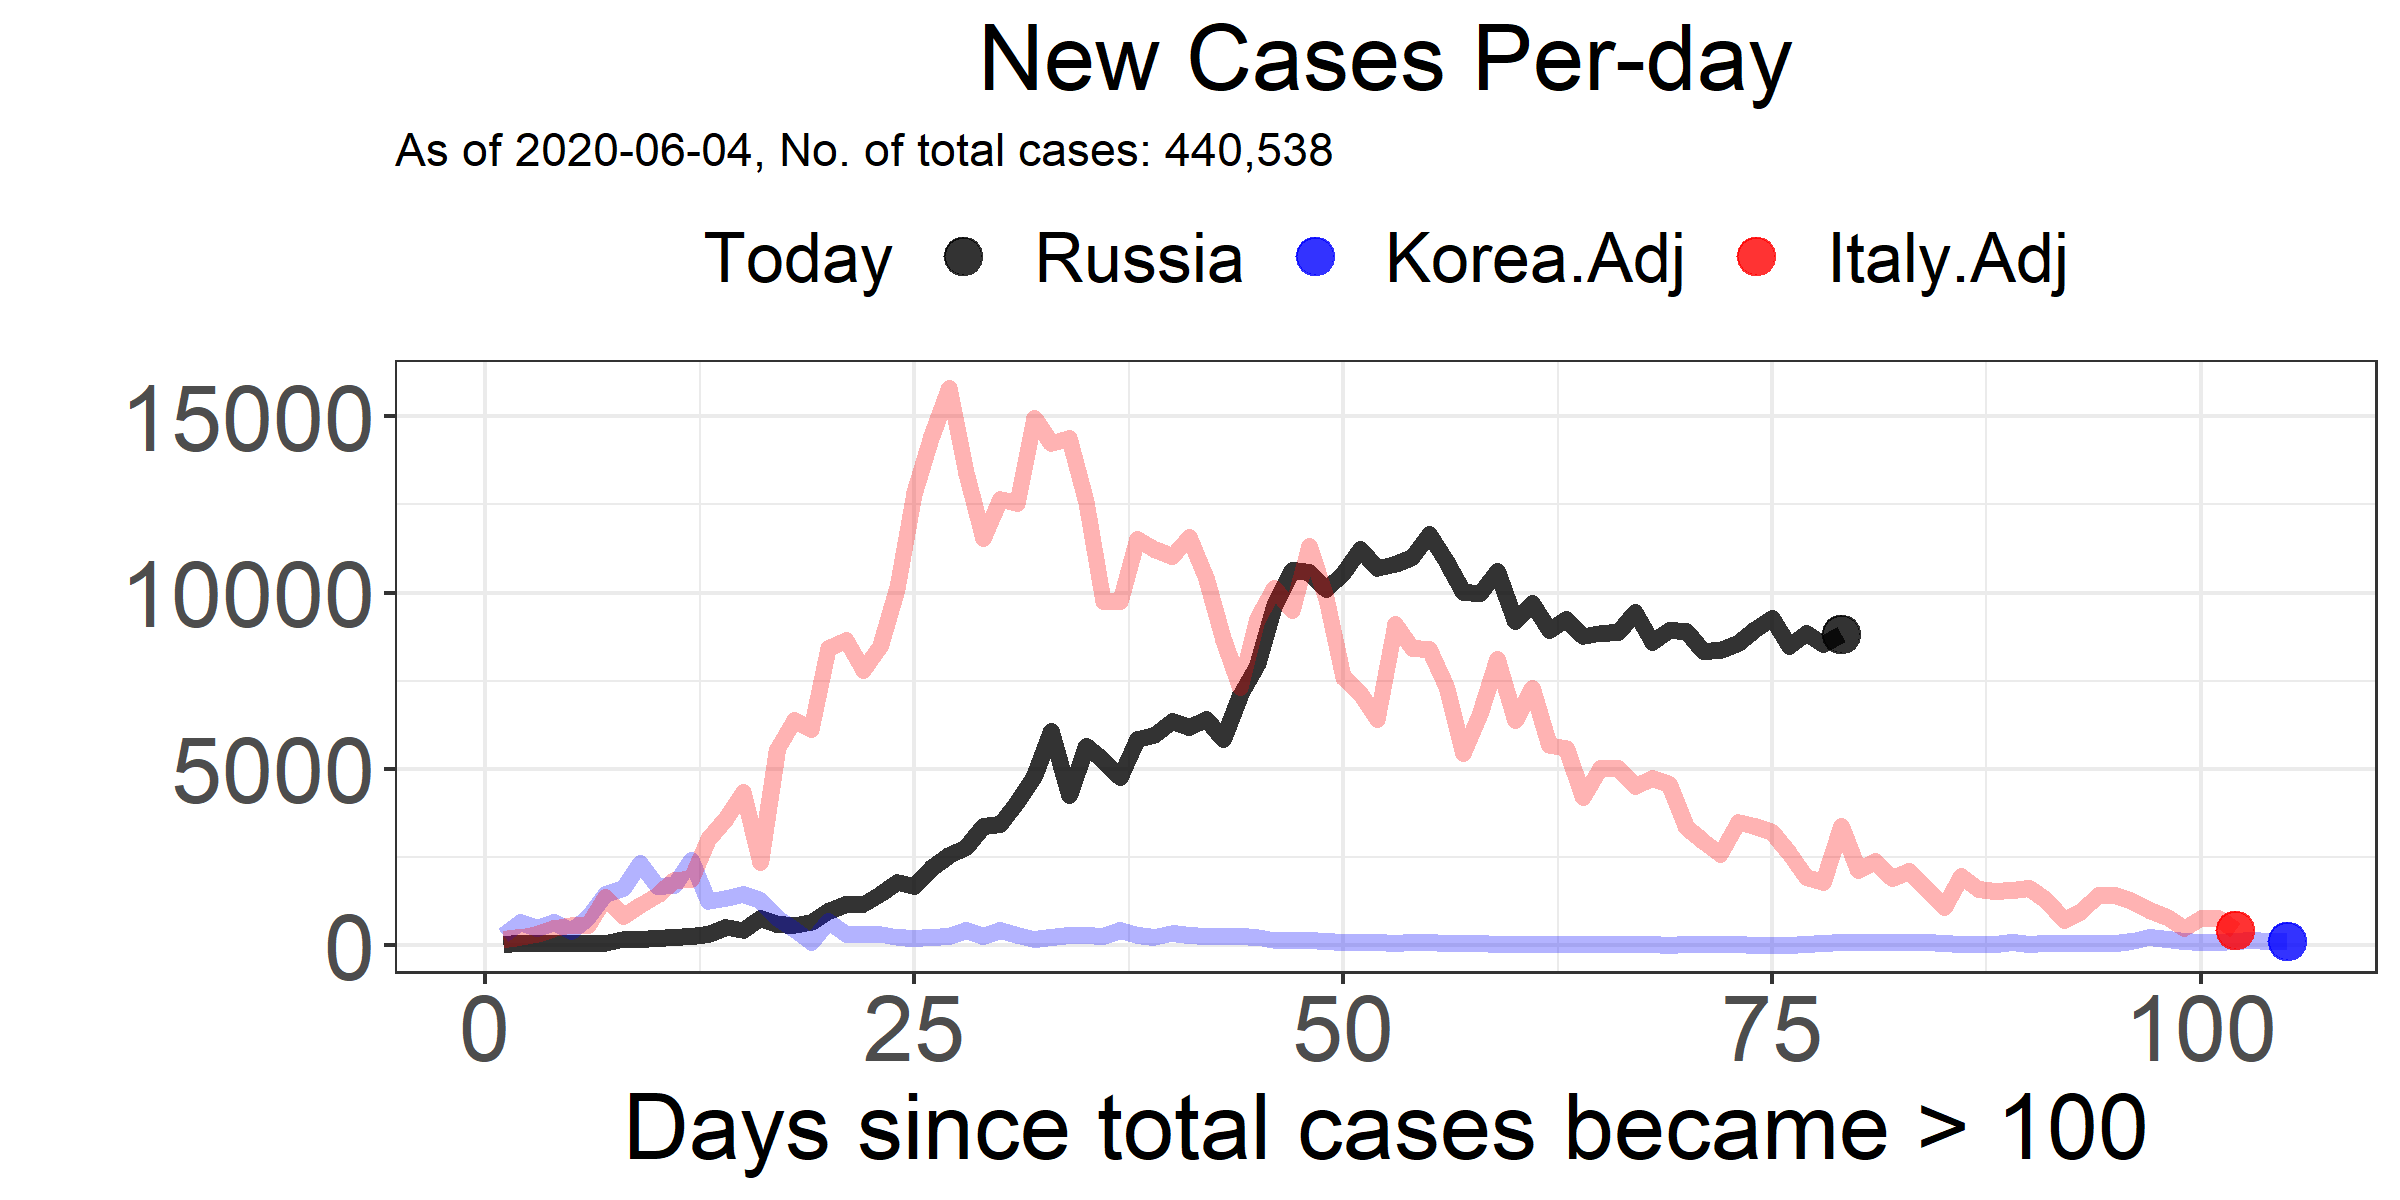 New Cases Per-day
As of 2020-06-04, No. of total cases: 440,538
Today Russia Korea.Adj Italy.Adj
15000
10000
5000
0
0 25 50 75 100
Days since total cases became > 100